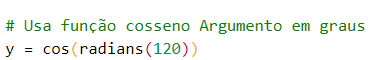 # Usa função cosseno Argumento em graus
y = cos(radians(120))